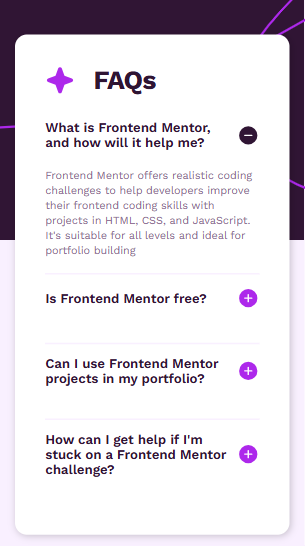 FAQs
What is Frontend Mentor,
and how will it help me?
Frontend Mentor offers realistic coding
challenges to help developers improve
their frontend coding skills with
projects in HTML, CSS, and JavaScript.
It's suitable for all levels and ideal for
portfolio building
Is Frontend Mentor free?
Can I use Frontend Mentor
projects in my portfolio?
How can I get help if I'm
stuck on a Frontend Mentor
challenge?